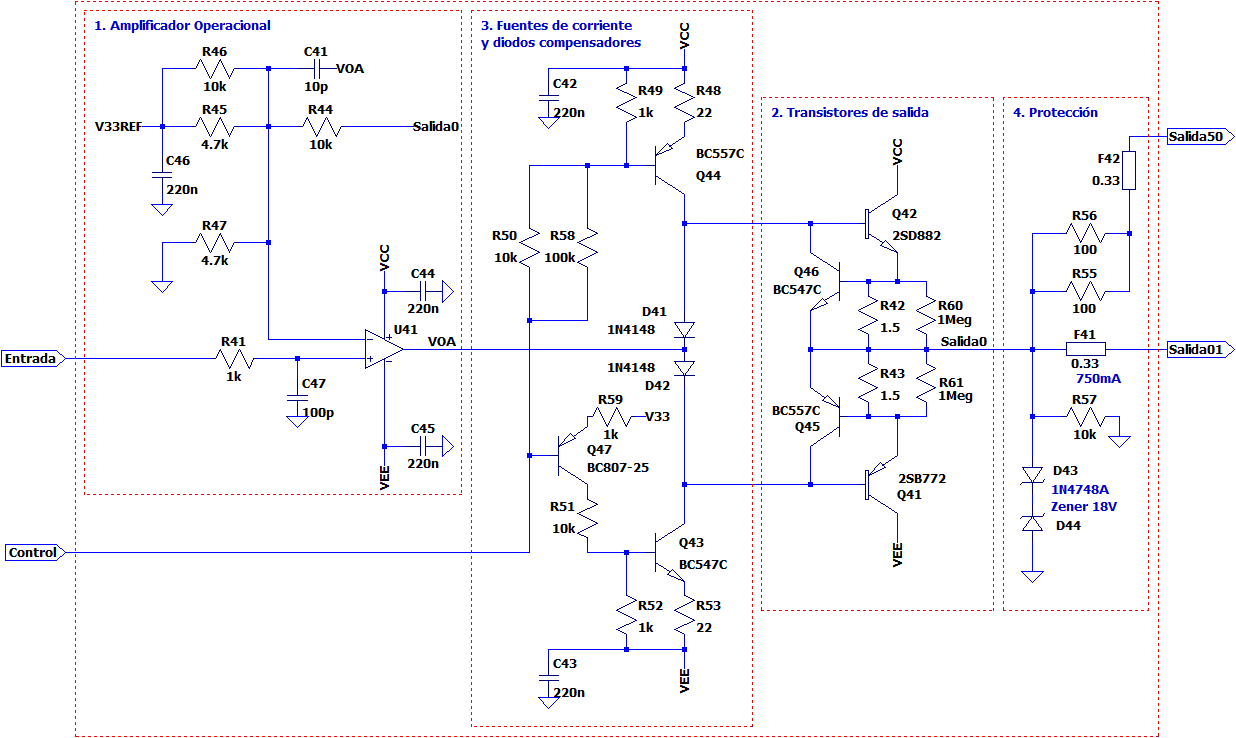 1. Amplificador Operacional
R46
10k
C41
10p
VOA
R45
4.7k
R44
10k
V33REF
Salida0
C46
220n
R47
4.7k
VCC
C44
220n
U41
VOA
Entrada
R41
1k
C47
100p
C45
220n
VEE
Control
3. Fuentes de corriente
y diodos compensadores
VCC
C42
220n
R49
1k
R48
22
BC557C
Q44
R50
10k
R58
100k
D41
1N4148
1N4148
D42
R59
1k
V33
Q47
BC807-25
R51
10k
Q43
BC547C
R52
1k
R53
22
C43
220n
VEE
2. Transistores de salida
VCC
Q42
2SD882
Q46
BC547C
R42
1.5
R60
1Meg
Salida0
R43
1.5
R61
1Meg
BC557C
Q45
2SB772
Q41
VEE
4. Protección
Salida50
F42
0.33
R56
100
R55
100
F41
0.33
750mA
Salida01
R57
10k
D43
1N4748A
Zener 18V
D44